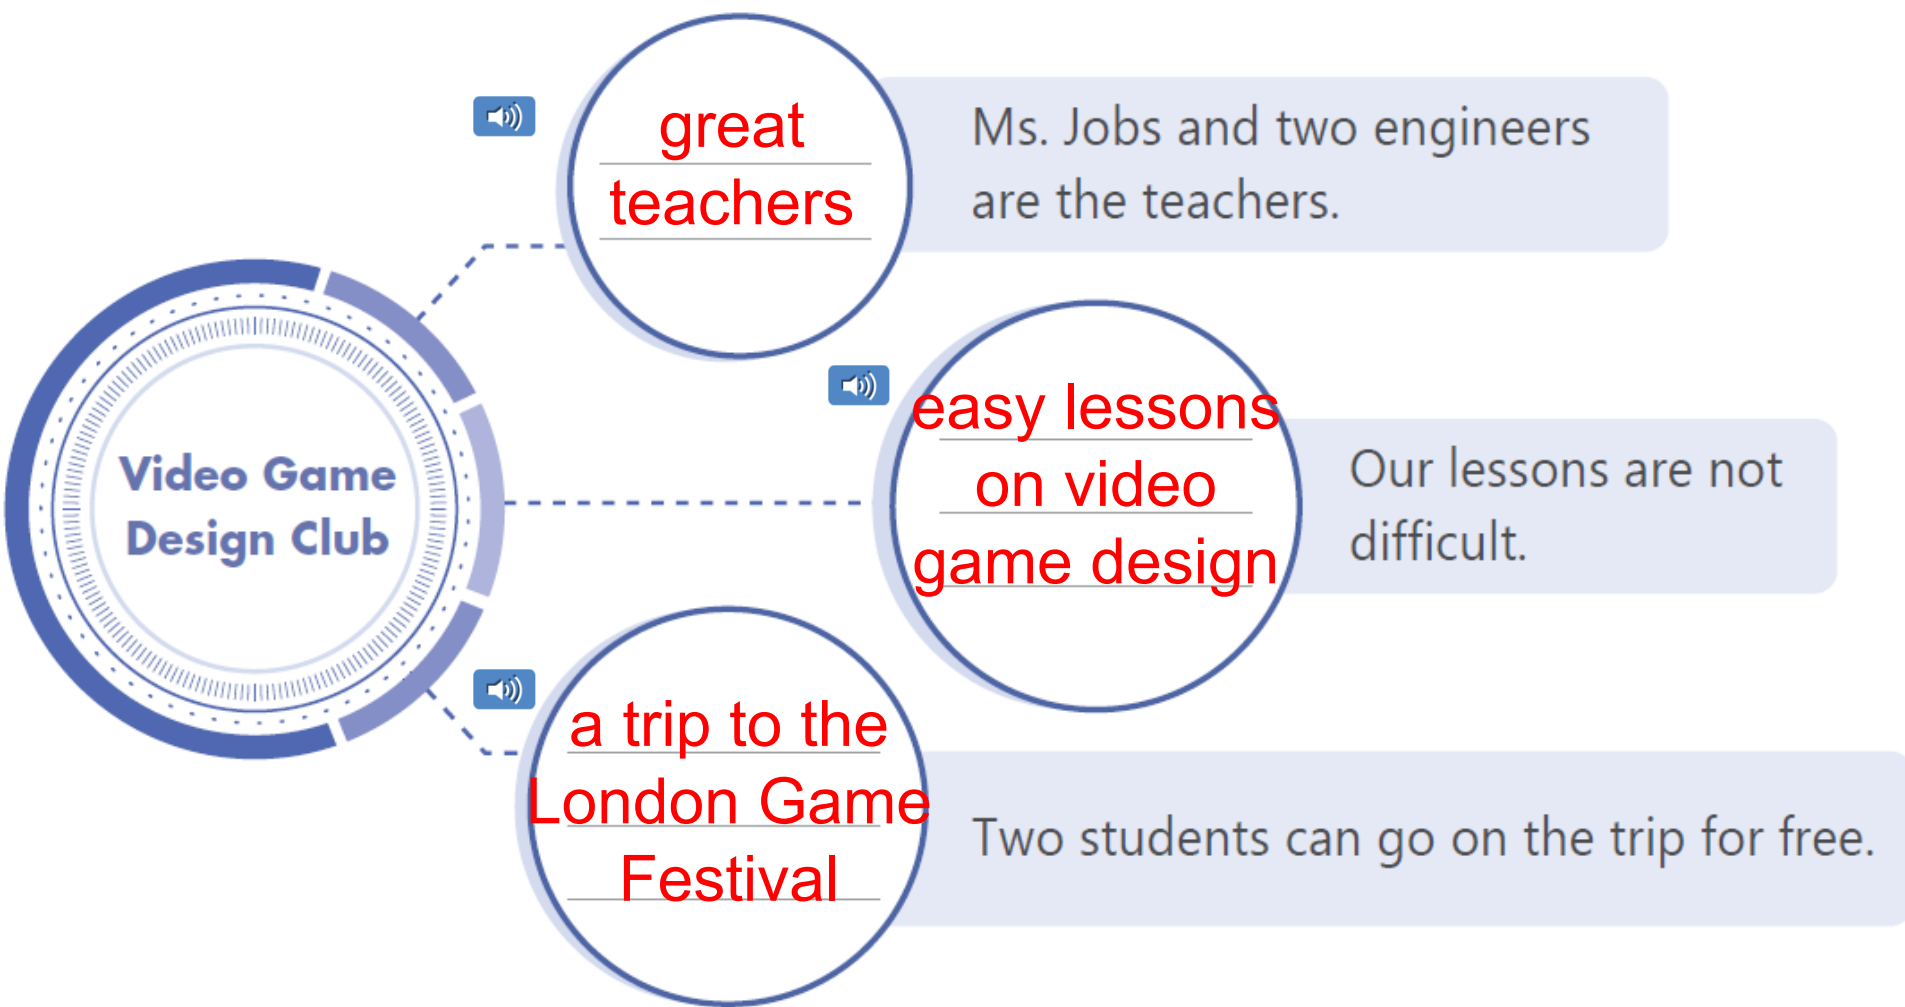 great
teachers
Ms. Jobs and two engineers
are the teachers.
Video Game
Design Club
easy lessons
on video
game design
Our lessons are not
difficult.
a trip to the
London Game
Festival
Two students can go on the trip for free.